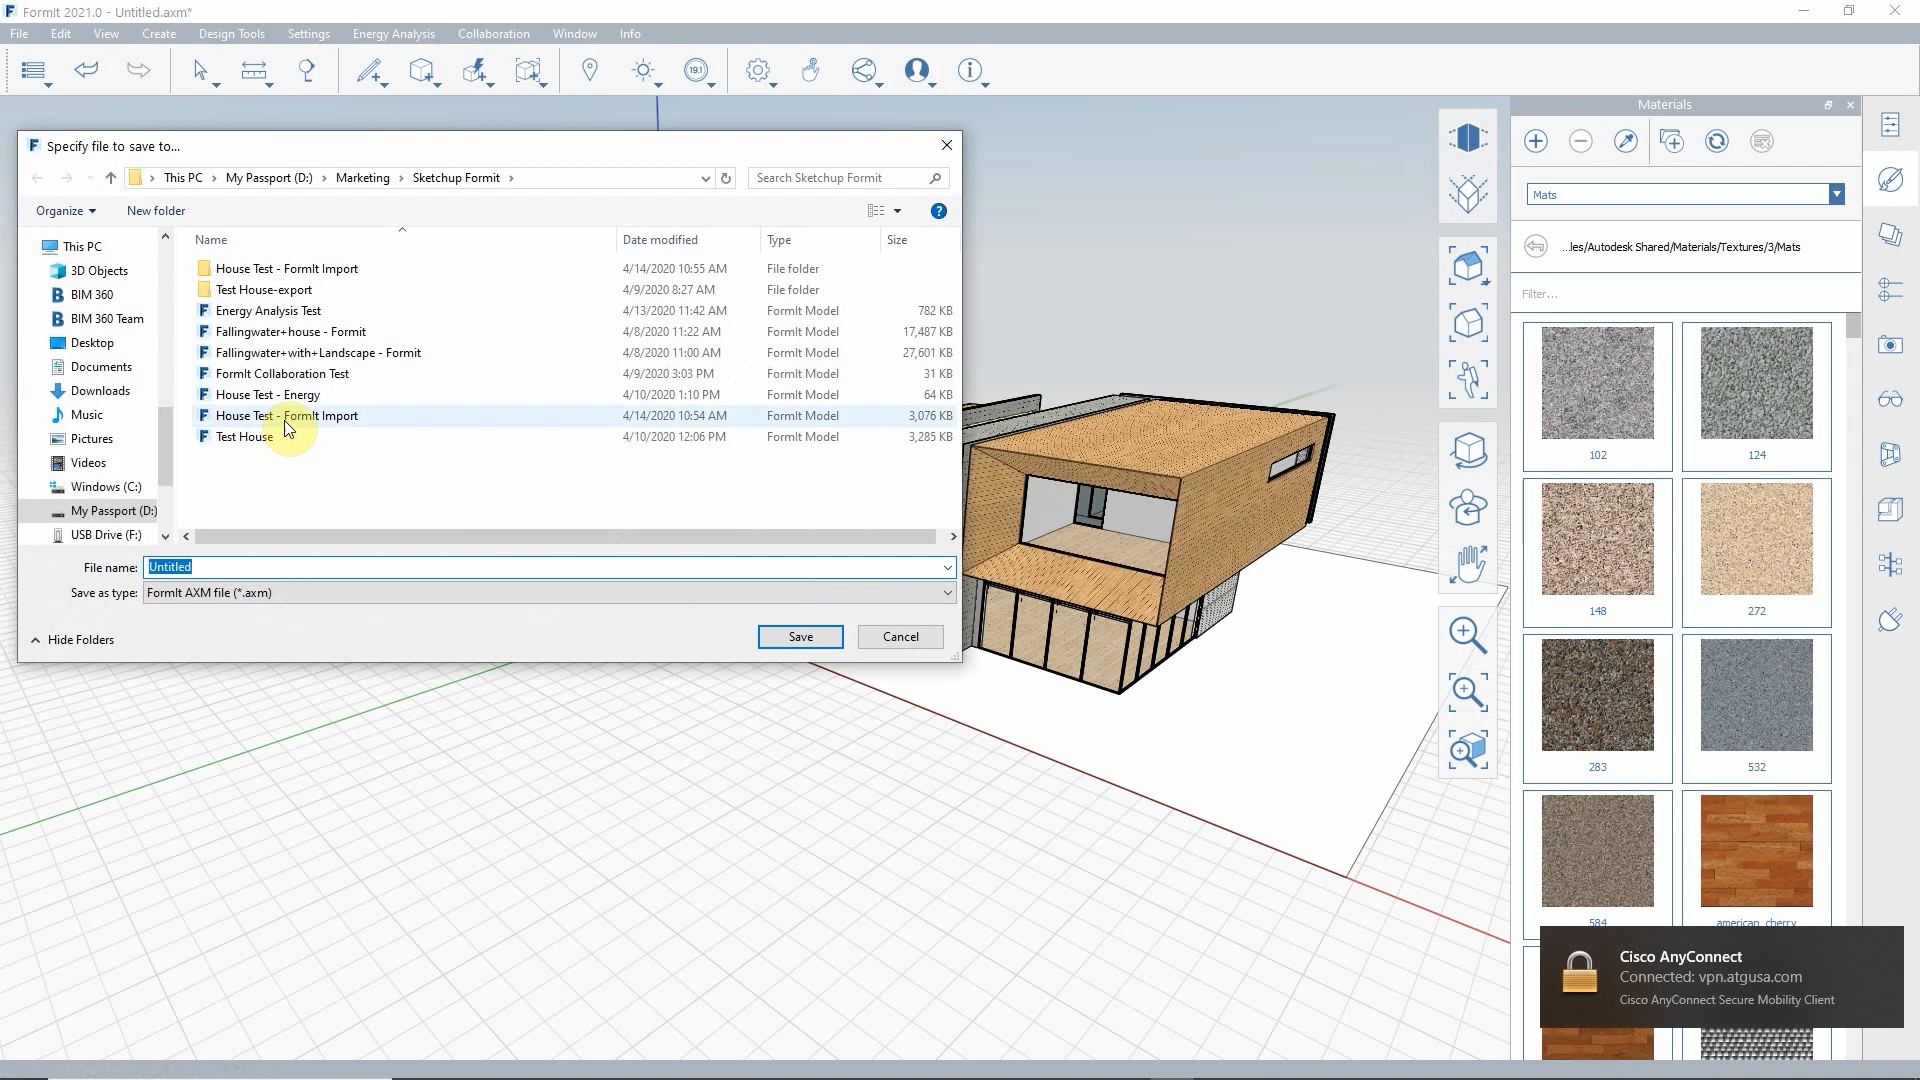 FormIt 2021.0 - Untitled.axm*
File Edit View Create Design Tools Settings Energy Analysis Collaboration Window Info
19.1
Materials
Specify file to save to...
This PC › My Passport (D:) › Marketing › Sketchup Formit ›
Search Sketchup Formit
Organize
New folder
Mats
...les/Autodesk Shared/Materials/Textures/3/Mats
Filter...
This PC
3D Objects
BIM 360
BIM 360 Team
Desktop
Documents
Downloads
Music
Pictures
Videos
Windows (C:)
My Passport (D:)
USB Drive (F:)
Name Date modified Type Size
House Test - FormIt Import 4/14/2020 10:55 AM File folder
Test House-export 4/9/2020 8:27 AM File folder
Energy Analysis Test 4/13/2020 11:42 AM FormIt Model 782 KB
Fallingwater+house - Formit 4/8/2020 11:22 AM FormIt Model 17,487 KB
Fallingwater+with+Landscape - Formit 4/8/2020 11:00 AM FormIt Model 27,601 KB
FormIt Collaboration Test 4/9/2020 3:03 PM FormIt Model 31 KB
House Test - Energy 4/10/2020 1:10 PM FormIt Model 64 KB
House Test - FormIt Import 4/14/2020 10:54 AM FormIt Model 3,076 KB
Test House 4/10/2020 12:06 PM FormIt Model 3,285 KB
File name: Untitled
Save as type: FormIt AXM file (*.axm)
Hide Folders
Save
Cancel
102 124
148 272
283 532
584 american_cherry
Cisco AnyConnect
Connected: vpn.atgusa.com
Cisco AnyConnect Secure Mobility Client